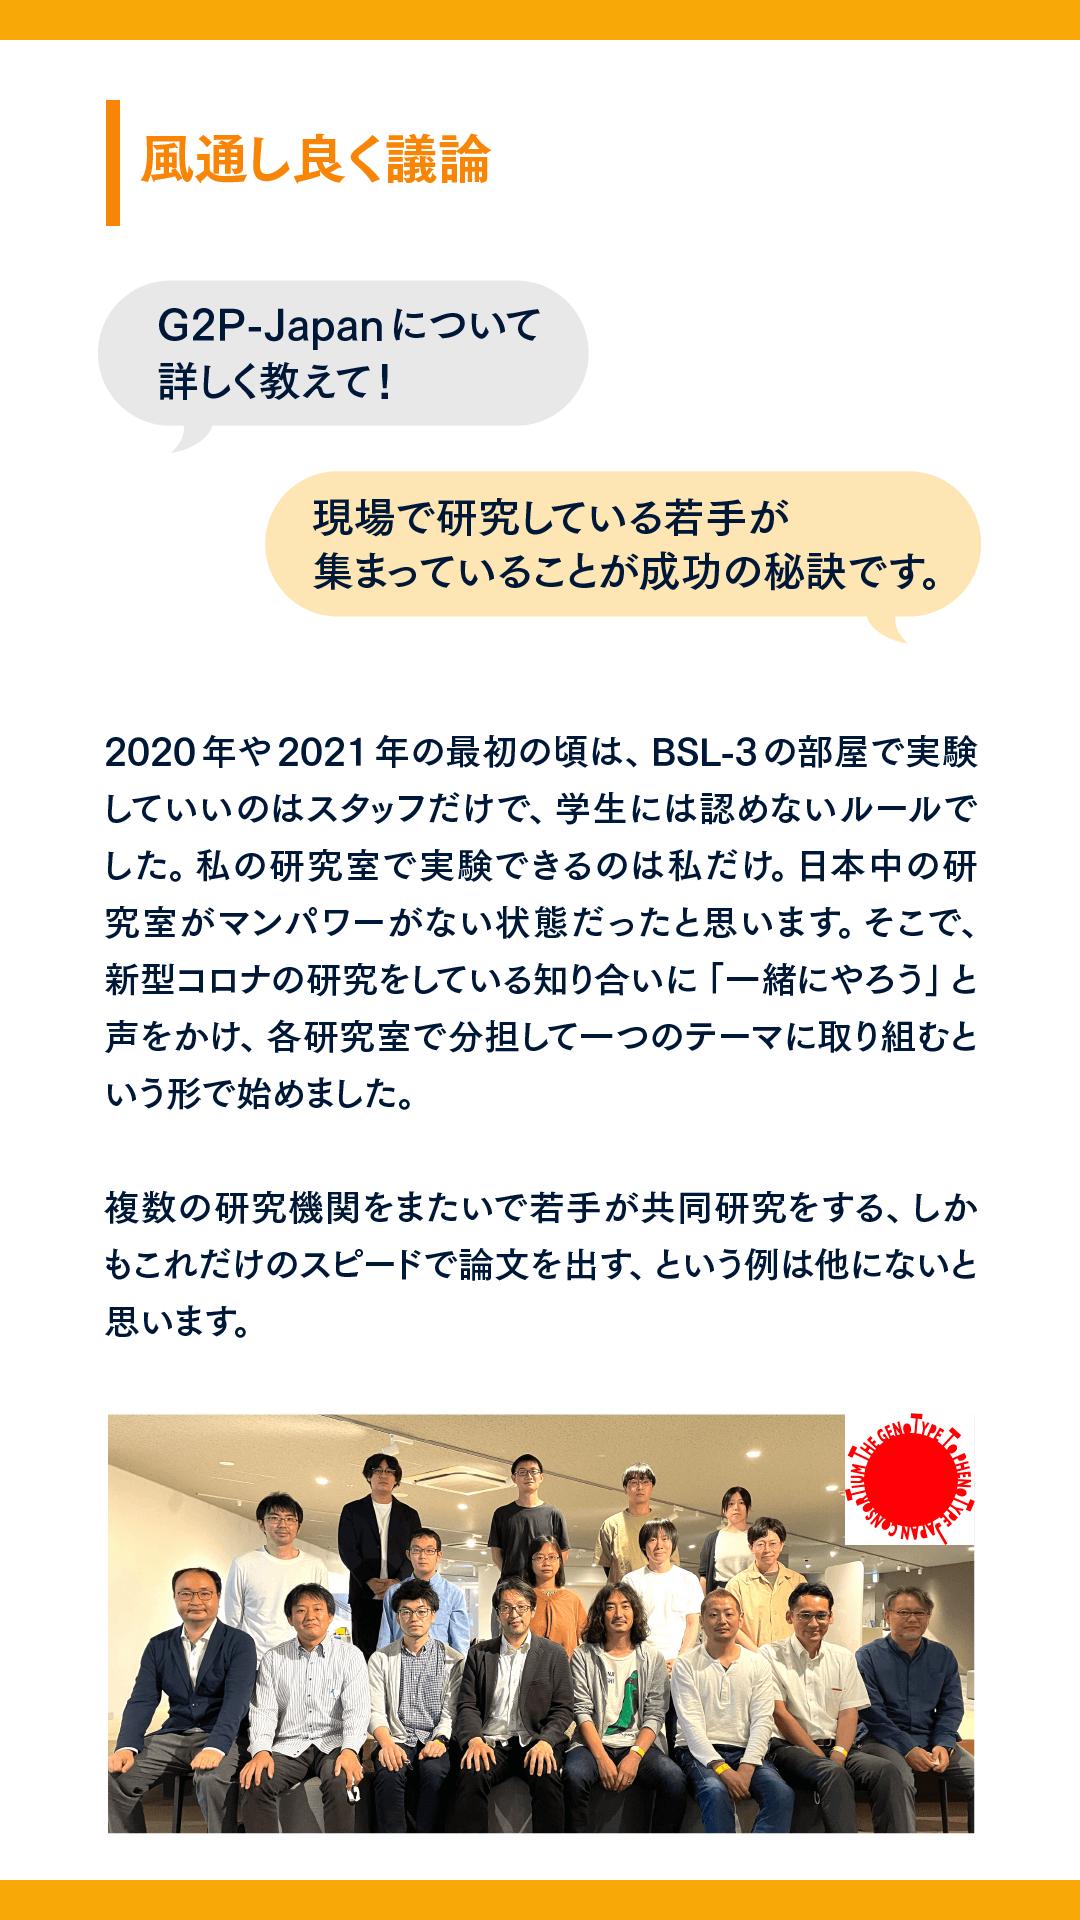 風通し良く議論
G2P-Japanについて
詳しく教えて！
現場で研究している若手が
集まっていることが成功の秘訣です。
2020年や2021年の最初の頃は、BSL-3の部屋で実験
していいのはスタッフだけで、学生には認めないルールで
した。私の研究室で実験できるのは私だけ。日本中の研
究室がマンパワーがない状態だったと思います。そこで、
新型コロナの研究をしている知り合いに「一緒にやろう」と
声をかけ、各研究室で分担して一つのテーマに取り組むと
いう形で始めました。
複数の研究機関をまたいで若手が共同研究をする、しか
もこれだけのスピードで論文を出す、という例は他にないと
思います。
THE GENOTYPE TO PHENOTYPE JAPAN CONSORTIUM